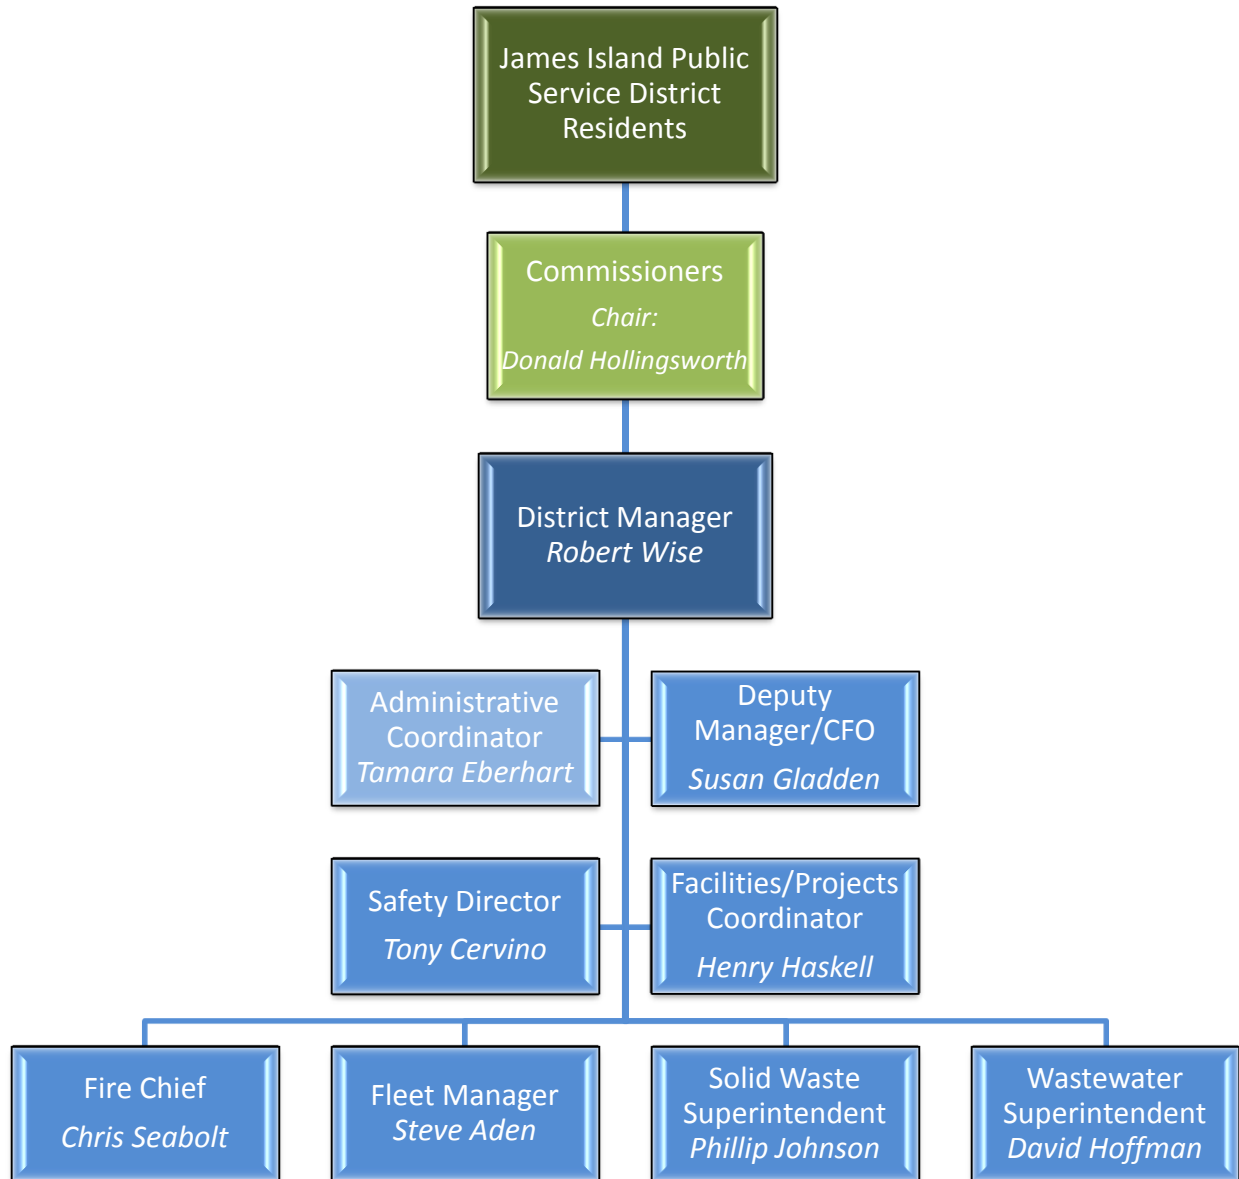 James Island Public
Service District
Residents
Commissioners
Chair:
Donald Hollingsworth
District Manager
Robert Wise
Administrative
Coordinator
Tamara Eberhart
Deputy
Manager/CFO
Susan Gladden
Safety Director
Tony Cervino
Facilities/Projects
Coordinator
Henry Haskell
Fire Chief
Chris Seabolt
Fleet Manager
Steve Aden
Solid Waste
Superintendent
Phillip Johnson
Wastewater
Superintendent
David Hoffman